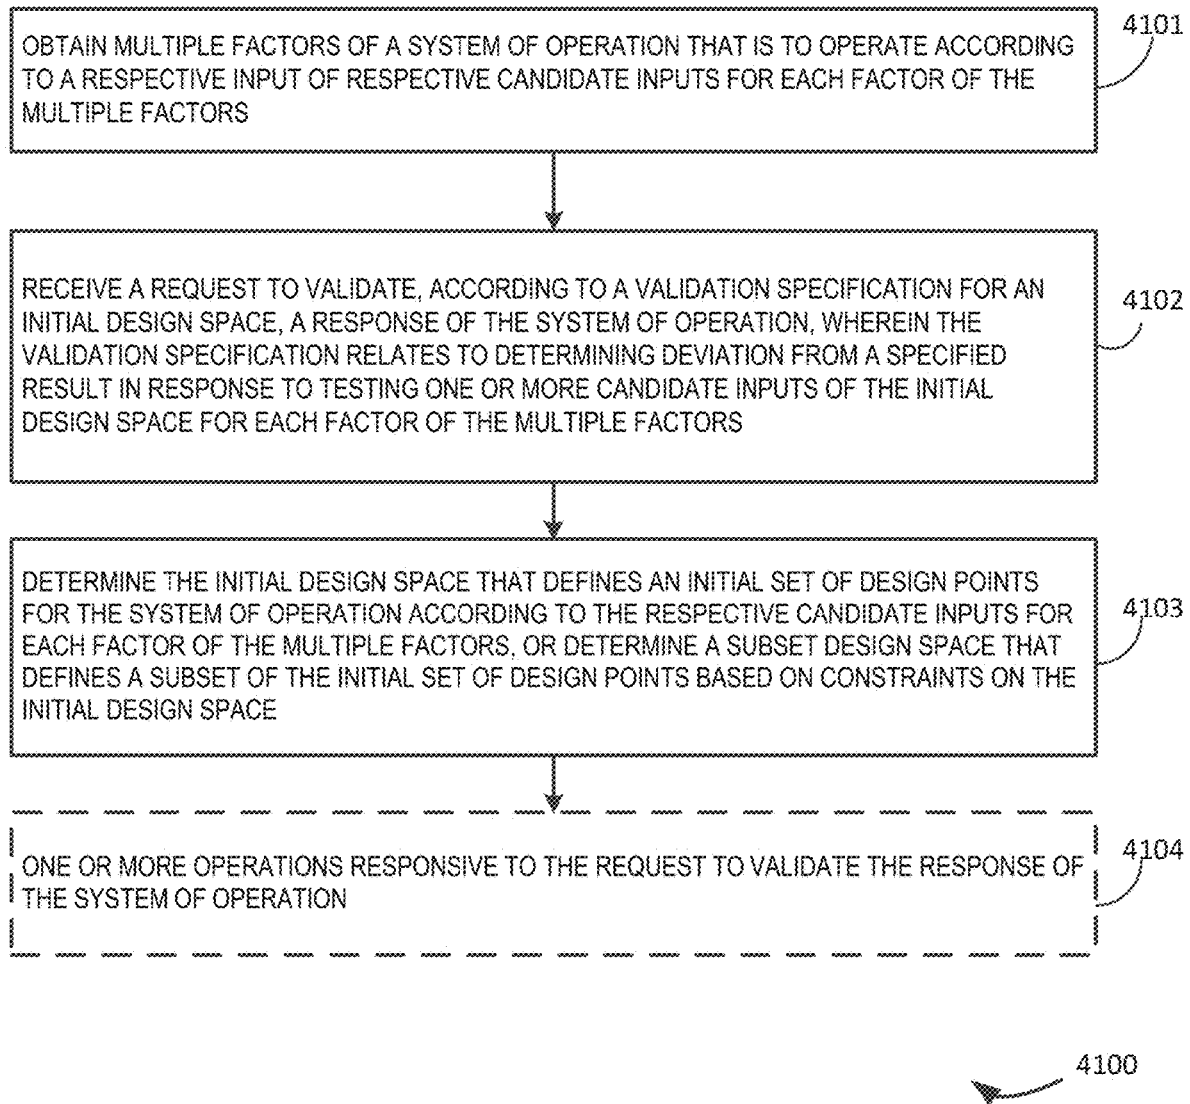 4101
OBTAIN MULTIPLE FACTORS OF A SYSTEM OF OPERATION THAT IS TO OPERATE ACCORDING
TO A RESPECTIVE INPUT OF RESPECTIVE CANDIDATE INPUTS FOR EACH FACTOR OF THE
MULTIPLE FACTORS
4102
RECEIVE A REQUEST TO VALIDATE, ACCORDING TO A VALIDATION SPECIFICATION FOR AN
INITIAL DESIGN SPACE, A RESPONSE OF THE SYSTEM OF OPERATION, WHEREIN THE
VALIDATION SPECIFICATION RELATES TO DETERMINING DEVIATION FROM A SPECIFIED
RESULT IN RESPONSE TO TESTING ONE OR MORE CANDIDATE INPUTS OF THE INITIAL
DESIGN SPACE FOR EACH FACTOR OF THE MULTIPLE FACTORS
4103
DETERMINE THE INITIAL DESIGN SPACE THAT DEFINES AN INITIAL SET OF DESIGN POINTS
FOR THE SYSTEM OF OPERATION ACCORDING TO THE RESPECTIVE CANDIDATE INPUTS FOR
EACH FACTOR OF THE MULTIPLE FACTORS, OR DETERMINE A SUBSET DESIGN SPACE THAT
DEFINES A SUBSET OF THE INITIAL SET OF DESIGN POINTS BASED ON CONSTRAINTS ON THE
INITIAL DESIGN SPACE
4104
ONE OR MORE OPERATIONS RESPONSIVE TO THE REQUEST TO VALIDATE THE RESPONSE OF
THE SYSTEM OF OPERATION
4100